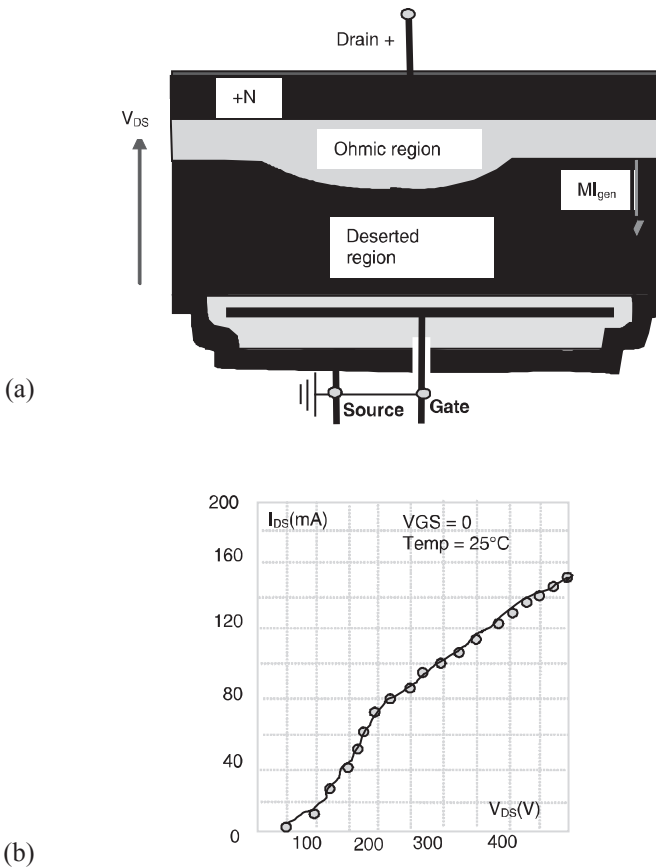 Drain +
+N
V_DS
Ohmic region
MI_gen
Deserted
region
(a)
Source
Gate
200
I_DS(mA)
VGS = 0
Temp = 25°C
160
120
80
40
V_DS(V)
0
100
200
300
400
(b)